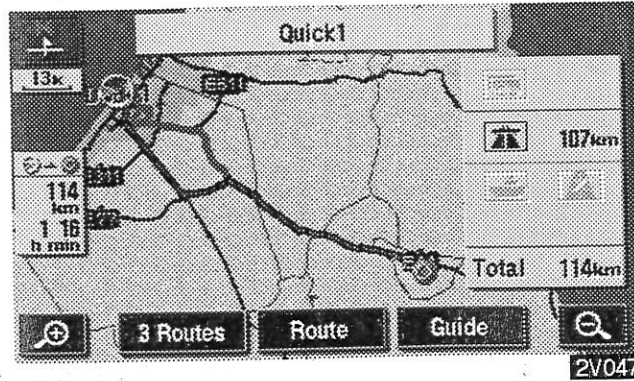 Quick1
13K
107km
114
km
1 16
h min
Total 114km
3 Routes
Route
Guide
2V047